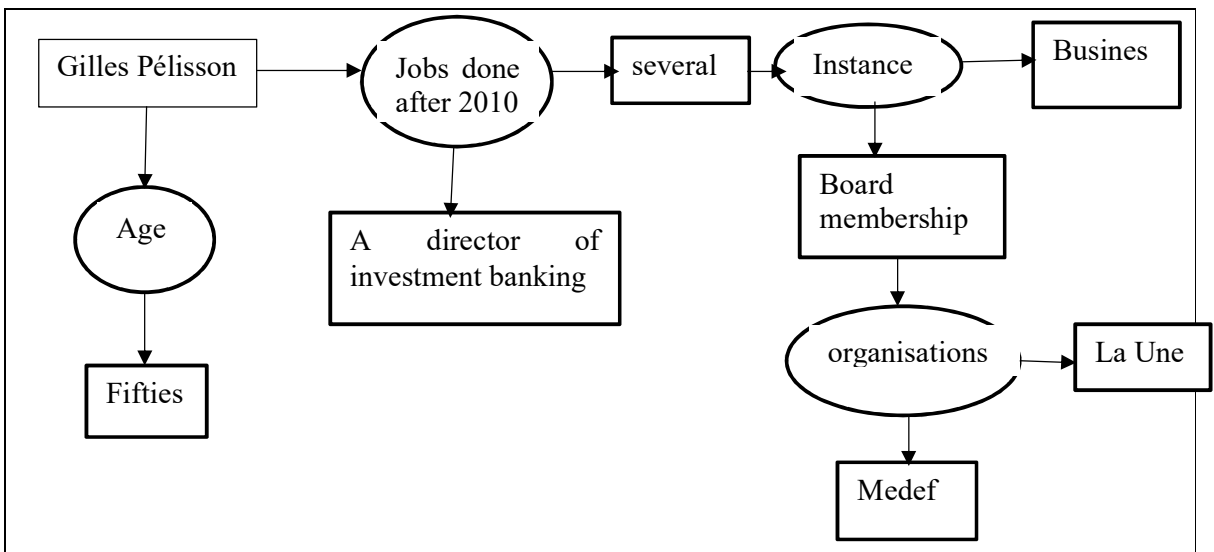 Gilles Pélisson
Jobs done
after 2010
several
Instance
Busines
Board
membership
Age
A director of
investment banking
organisations
La Une
Fifties
Medef